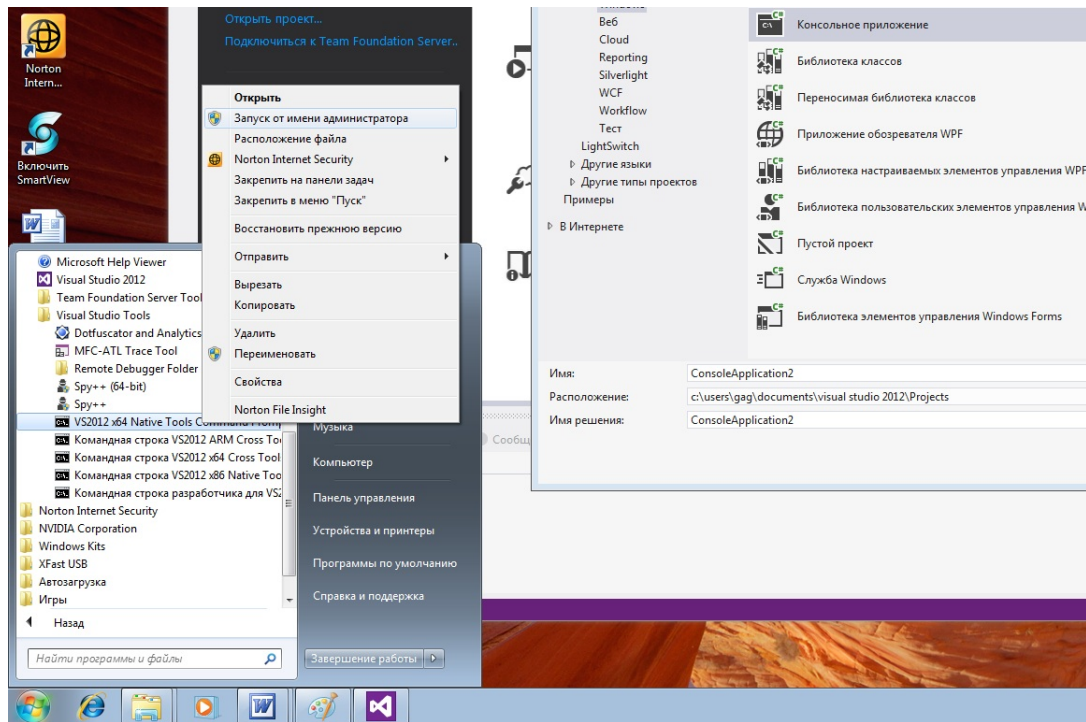 Norton
Intern...
Включить
SmartView
Открыть проект...
Подключиться к Team Foundation Server..
Открыть
Запуск от имени администратора
Расположение файла
Norton Internet Security
Закрепить на панели задач
Закрепить в меню "Пуск"
Восстановить прежнюю версию
Отправить
Вырезать
Копировать
Удалить
Переименовать
Свойства
Norton File Insight
Microsoft Help Viewer
Visual Studio 2012
Team Foundation Server Tool
Visual Studio Tools
Dotfuscator and Analytics
MFC-ATL Trace Tool
Remote Debugger Folder
Spy++ (64-bit)
Spy++
VS2012 x64 Native Tools Command Promp
Командная строка VS2012 ARM Cross Too
Командная строка VS2012 x64 Cross Tool
Командная строка VS2012 x86 Native Too
Командная строка разработчика для VS2
Norton Internet Security
NVIDIA Corporation
Windows Kits
XFast USB
Автозагрузка
Игры
Назад
Найти программы и файлы
Музыка
Компьютер
Панель управления
Устройства и принтеры
Программы по умолчанию
Справка и поддержка
Завершение работы
Сообщ
Веб
Cloud
Reporting
Silverlight
WCF
Workflow
Тест
LightSwitch
Другие языки
Другие типы проектов
Примеры
В Интернете
Консольное приложение
Библиотека классов
Переносимая библиотека классов
Приложение обозревателя WPF
Библиотека настраиваемых элементов управления WPF
Библиотека пользовательских элементов управления W
Пустой проект
Служба Windows
Библиотека элементов управления Windows Forms
Имя: ConsoleApplication2
Расположение: c:\users\gag\documents\visual studio 2012\Projects
Имя решения: ConsoleApplication2